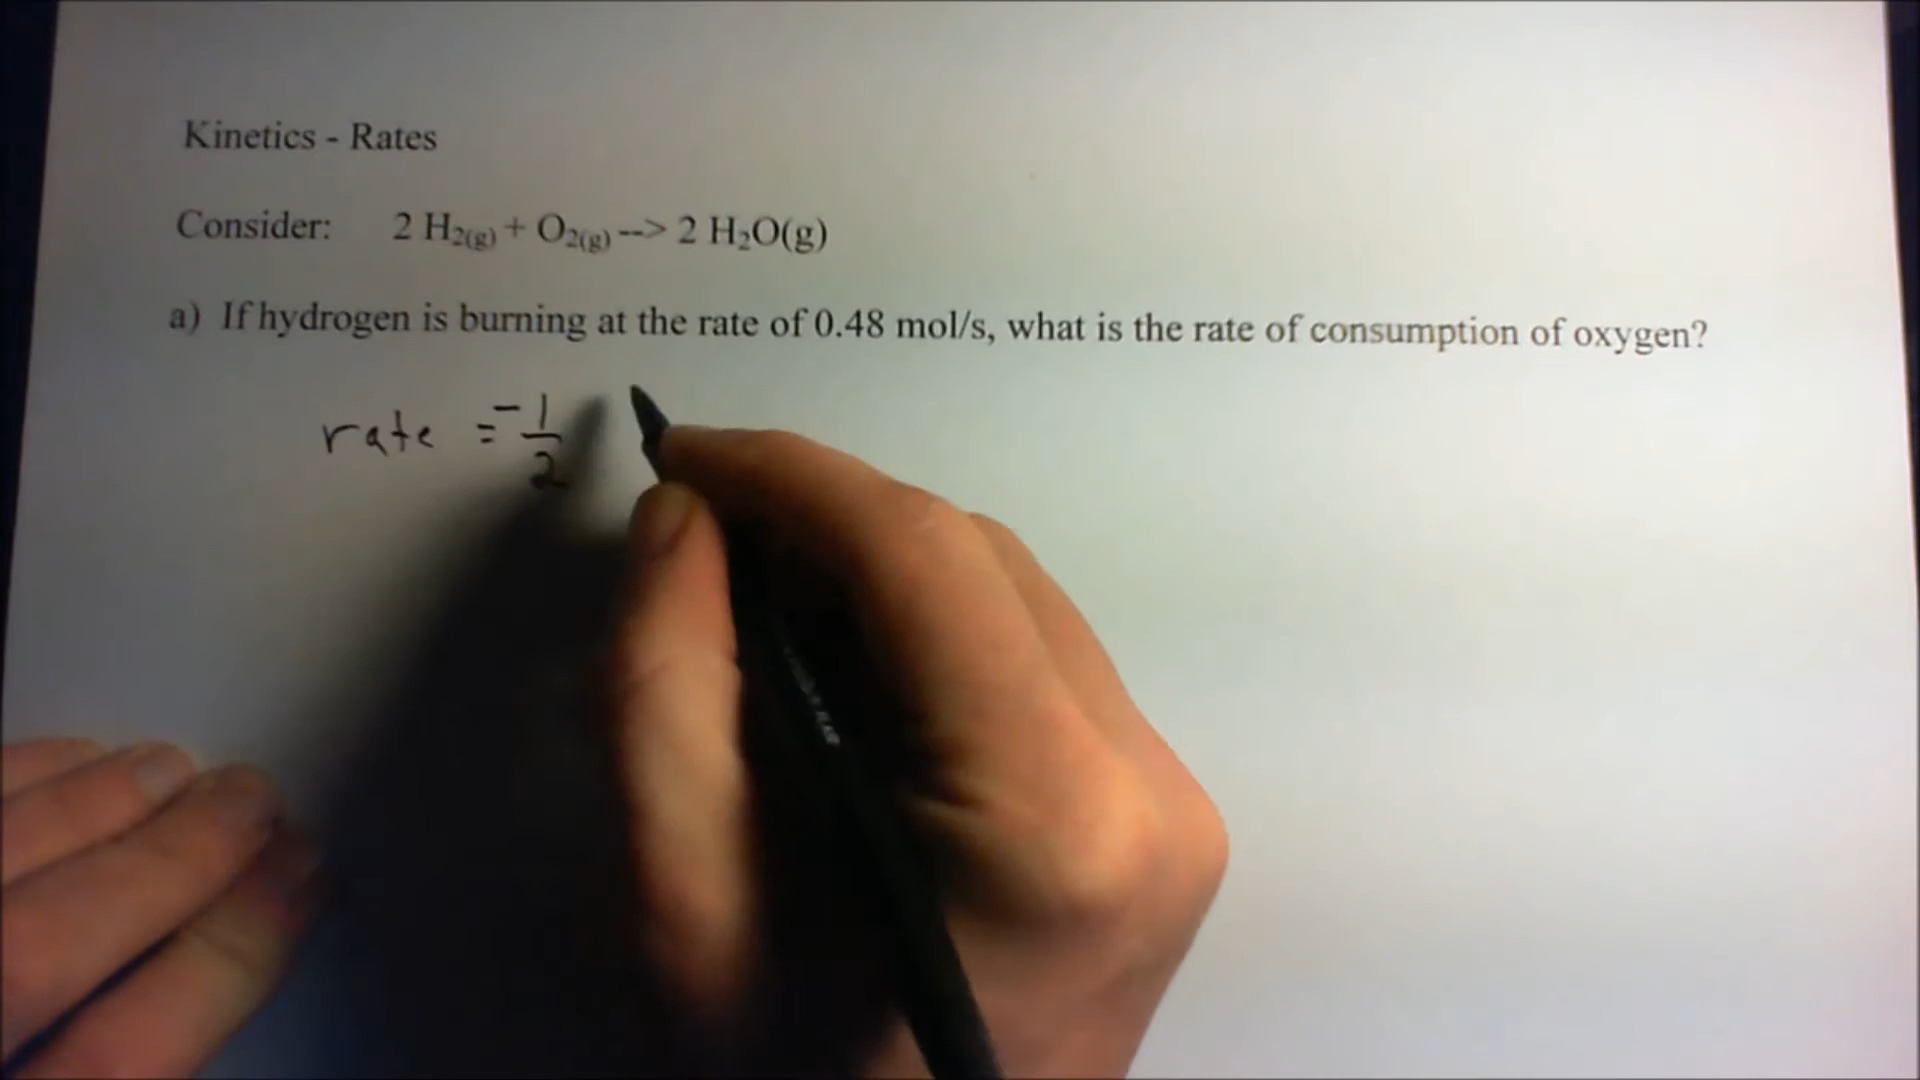 Kinetics - Rates
Consider: 2 H₂(g) + O₂(g) --> 2 H₂O(g)
a) If hydrogen is burning at the rate of 0.48 mol/s, what is the rate of consumption of oxygen?
rate = -1/2